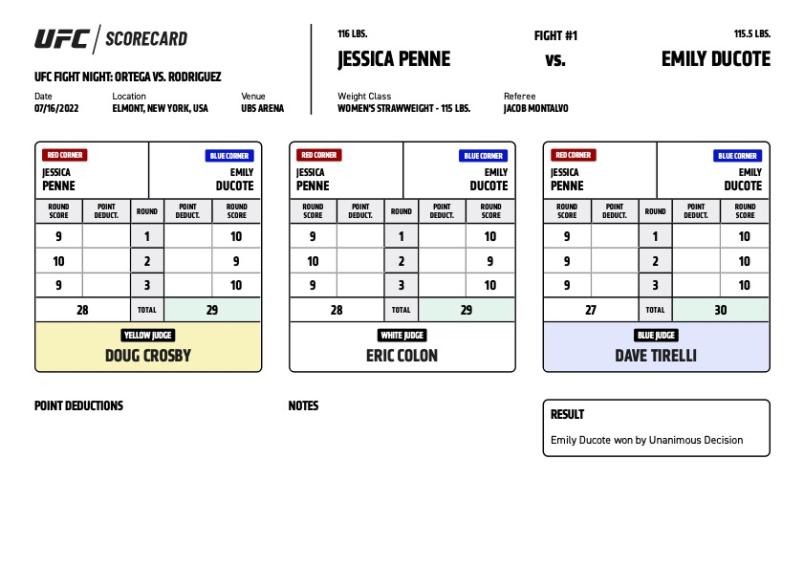 UFC / SCORECARD
UFC FIGHT NIGHT: ORTEGA VS. RODRIGUEZ
Date Location Venue
07/16/2022 ELMONT, NEW YORK, USA UBS ARENA
116 LBS. FIGHT #1 115.5 LBS.
JESSICA PENNE VS. EMILY DUCOTE
Weight Class Referee
WOMEN'S STRAWWEIGHT - 115 LBS. JACOB MONTALVO
RED CORNER BLUE CORNER
JESSICA EMILY
PENNE DUCOTE
ROUND SCORE POINT DEDUCT. ROUND POINT DEDUCT. ROUND SCORE
9 1 10
10 2 9
9 3 10
28 TOTAL 29
YELLOW JUDGE
DOUG CROSBY
RED CORNER BLUE CORNER
JESSICA EMILY
PENNE DUCOTE
ROUND SCORE POINT DEDUCT. ROUND POINT DEDUCT. ROUND SCORE
9 1 10
10 2 9
9 3 10
28 TOTAL 29
WHITE JUDGE
ERIC COLON
RED CORNER BLUE CORNER
JESSICA EMILY
PENNE DUCOTE
ROUND SCORE POINT DEDUCT. ROUND POINT DEDUCT. ROUND SCORE
9 1 10
9 2 10
9 3 10
27 TOTAL 30
BLUE JUDGE
DAVE TIRELLI
POINT DEDUCTIONS
NOTES
RESULT
Emily Ducote won by Unanimous Decision